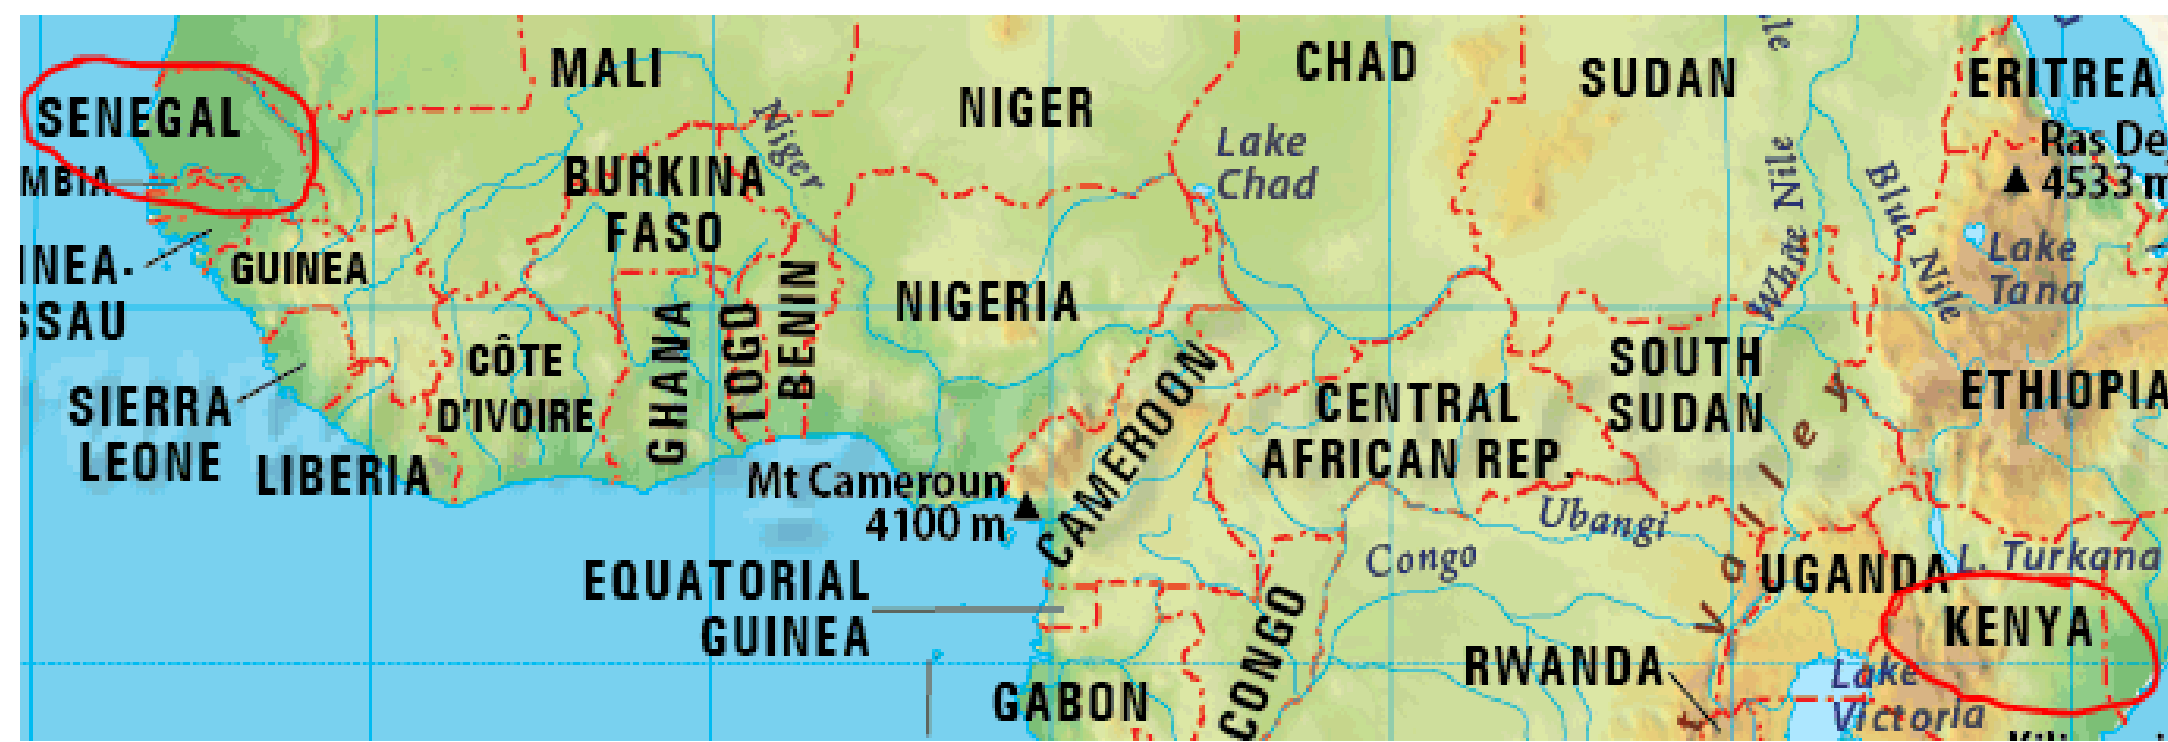 MALI
CHAD
SUDAN
ERITREA
SENEGAL
NIGER
Niger
Lake
Chad
Ras De
4533 m
MBIA
BURKINA
FASO
White Nile
Blue Nile
Lake
Tana
INEA-
SSAU
GUINEA
NIGERIA
GHANA
TOGO
BENIN
CÔTE
D'IVOIRE
SIERRA
LEONE
LIBERIA
CAMEROON
CENTRAL
AFRICAN REP.
SOUTH
SUDAN
ETHIOPIA
Mt Cameroun
4100 m
Ubangi
Congo
Valley
UGANDA
L. Turkana
EQUATORIAL
GUINEA
KENYA
CONGO
RWANDA
GABON
Lake
Victoria